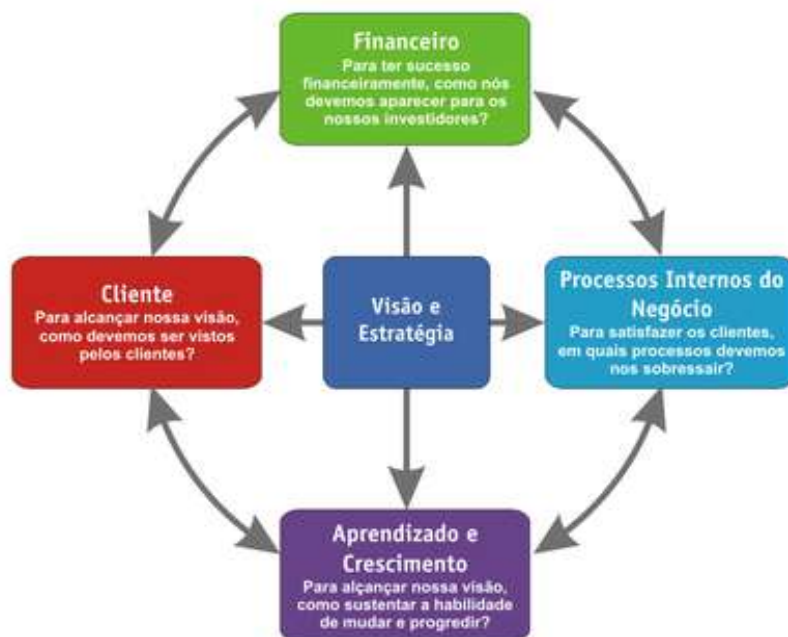 Financeiro
Para ter sucesso
financeiramente, como nós
devemos aparecer para os
nossos investidores?
Cliente
Para alcançar nossa visão,
como devemos ser vistos
pelos clientes?
Visão e
Estratégia
Processos Internos do
Negócio
Para satisfazer os clientes,
em quais processos devemos
nos sobressair?
Aprendizado e
Crescimento
Para alçançar nossa visão,
como sustentar a habilidade
de mudar e progredir?